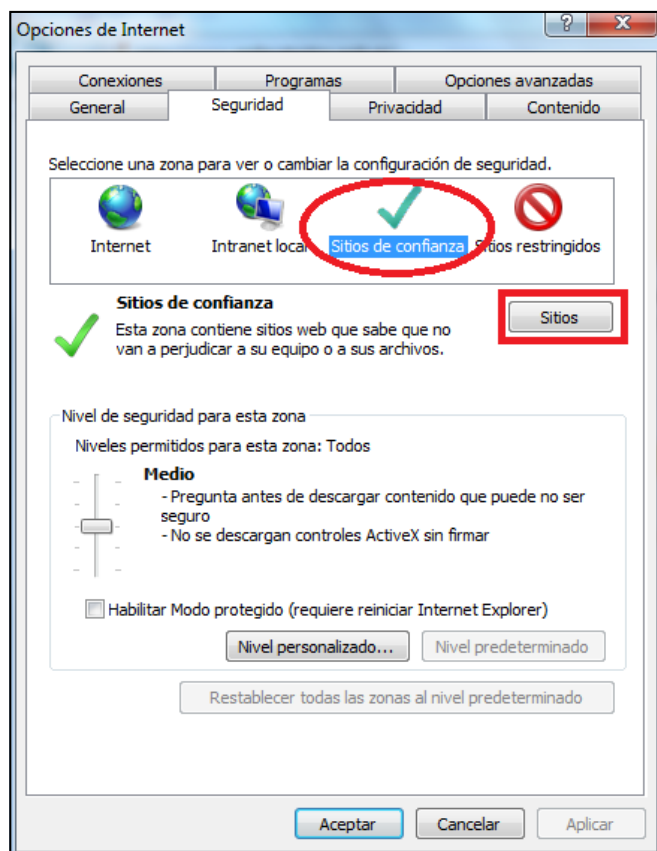 Opciones de Internet
?
X
Conexiones
Programas
Opciones avanzadas
General
Seguridad
Privacidad
Contenido
Seleccione una zona para ver o cambiar la configuración de seguridad.
Internet
Intranet local
Sitios de confianza
Sitios restringidos
Sitios de confianza
Sitios
Esta zona contiene sitios web que sabe que no
van a perjudicar a su equipo o a sus archivos.
Nivel de seguridad para esta zona
Niveles permitidos para esta zona: Todos
Medio
- Pregunta antes de descargar contenido que puede no ser
seguro
- No se descargan controles ActiveX sin firmar
Habilitar Modo protegido (requiere reiniciar Internet Explorer)
Nivel personalizado...
Nivel predeterminado
Restablecer todas las zonas al nivel predeterminado
Aceptar
Cancelar
Aplicar